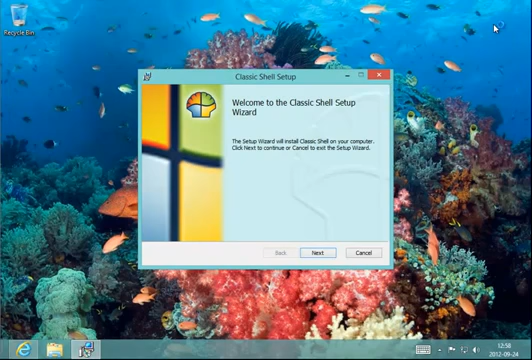 Recycle Bin
Classic Shell Setup
Welcome to the Classic Shell Setup
Wizard
The Setup Wizard will install Classic Shell on your computer.
Click Next to continue or Cancel to exit the Setup Wizard.
Back
Next
Cancel
12:58
2012-09-24